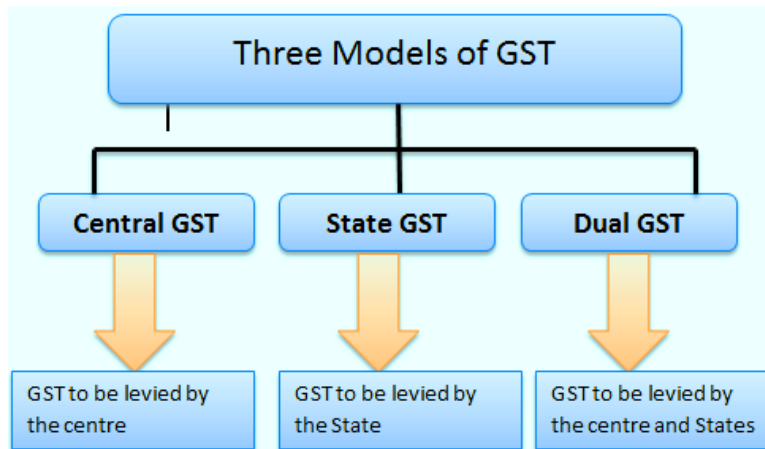 Three Models of GST
Central GST
State GST
Dual GST
GST to be levied by
the centre
GST to be levied by
the State
GST to be levied by
the centre and States